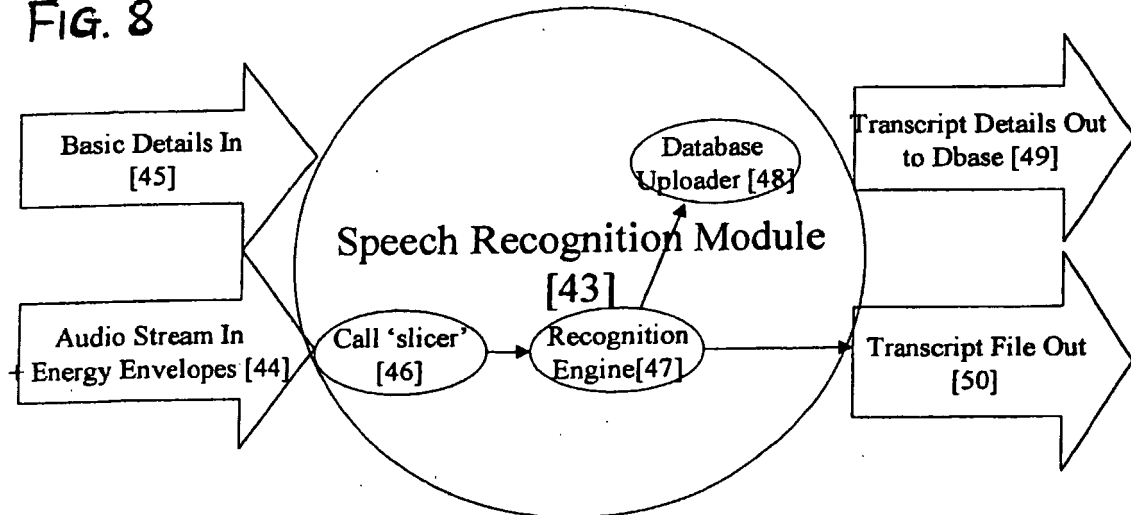 FIG. 8
Basic Details In
[45]
Audio Stream In
+ Energy Envelopes [44]
Speech Recognition Module
[43]
Database
Uploader [48]
Call ‘slicer’
[46]
Recognition
Engine[47]
Transcript Details Out
to Dbase [49]
Transcript File Out
[50]